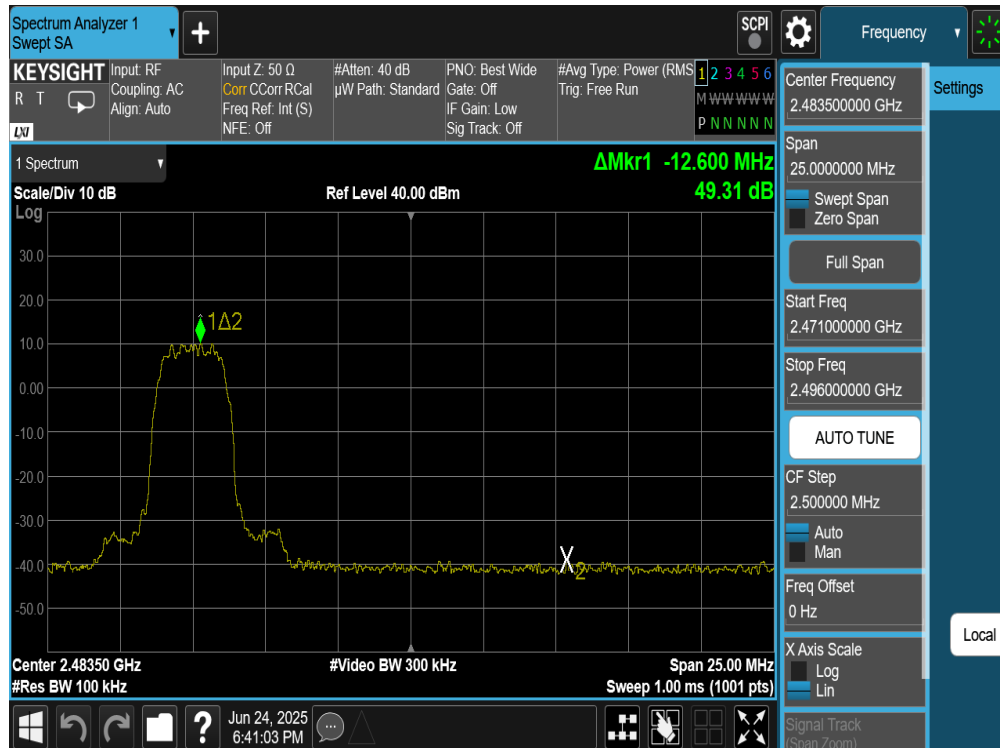 Spectrum Analyzer 1
Swept SA
+
SCPI
Frequency
KEYSIGHT
R T
LXI
Input: RF
Coupling: AC
Align: Auto
Input Z: 50 Ω
Corr CCorr RCal
Freq Ref: Int (S)
NFE: Off
#Atten: 40 dB
µW Path: Standard
PNO: Best Wide
Gate: Off
IF Gain: Low
Sig Track: Off
#Avg Type: Power (RMS
Trig: Free Run
1 2 3 4 5 6
M W W W W W
P N N N N N
1 Spectrum
ΔMkr1 -12.600 MHz
49.31 dB
Scale/Div 10 dB
Ref Level 40.00 dBm
Log
30.0
20.0
10.0
0.00
-10.0
-20.0
-30.0
-40.0
-50.0
1Δ2
X
2
Center 2.48350 GHz
#Video BW 300 kHz
Span 25.00 MHz
#Res BW 100 kHz
Sweep 1.00 ms (1001 pts)
?
Jun 24, 2025
6:41:03 PM
Center Frequency
2.483500000 GHz
Span
25.0000000 MHz
Swept Span
Zero Span
Full Span
Start Freq
2.471000000 GHz
Stop Freq
2.496000000 GHz
AUTO TUNE
CF Step
2.500000 MHz
Auto
Man
Freq Offset
0 Hz
X Axis Scale
Log
Lin
Signal Track
(Span Zoom)
Settings
Local